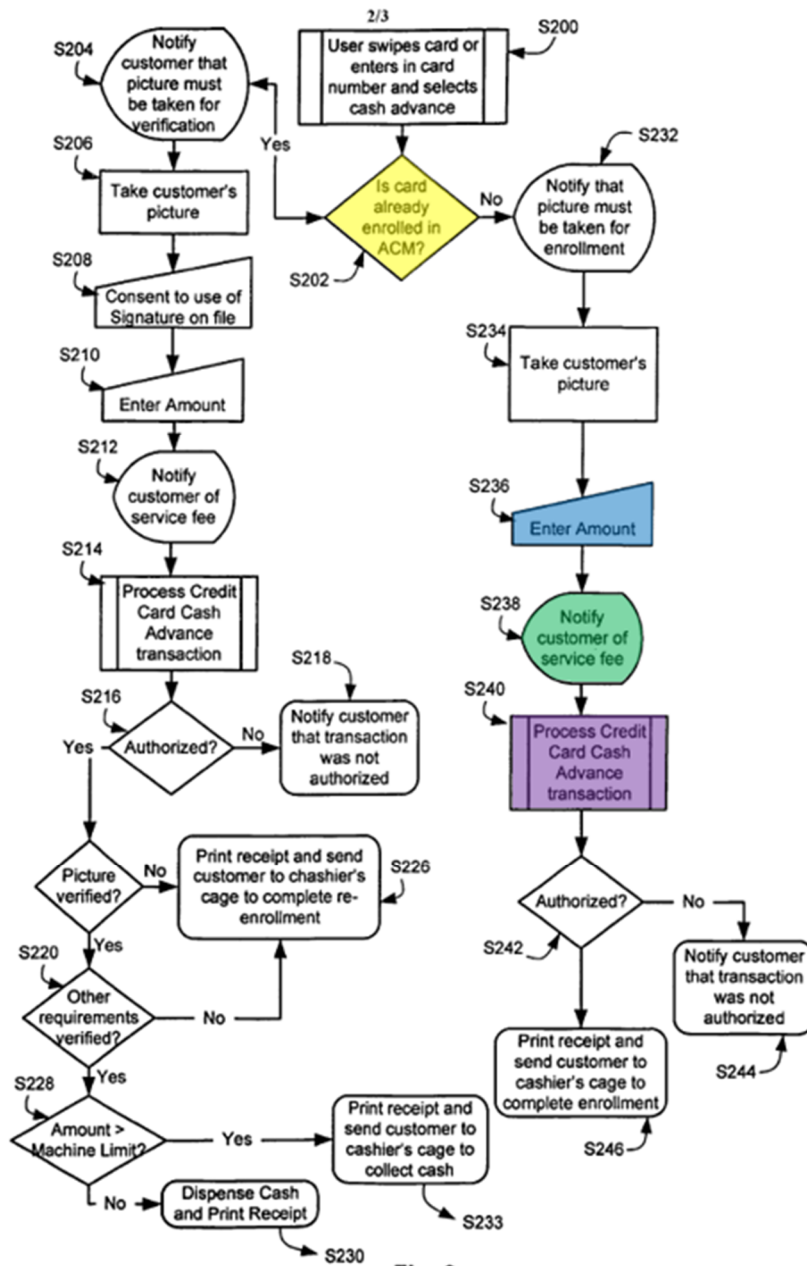 2/3
S200
User swipes card or
enters in card
number and selects
cash advance
S204
Notify
customer that
picture must
be taken for
verification
Yes
S232
Is card
already
enrolled in
ACM?
No
S202
Notify that
picture must
be taken for
enrollment
S206
Take customer's
picture
S208
Consent to use of
Signature on file
S210
Enter Amount
S212
Notify
customer of
service fee
S214
Process Credit
Card Cash
Advance
transaction
S216
Authorized?
No
Yes
S218
Notify customer
that transaction
was not
authorized
Picture
verified?
No
Yes
Print receipt and send
customer to chashier's
cage to complete re-
enrollment
S226
S220
Other
requirements
verified?
No
Yes
S228
Amount >
Machine Limit?
Yes
No
Print receipt and
send customer to
cashier's cage to
collect cash
S233
Dispense Cash
and Print Receipt
S230
S234
Take customer's
picture
S236
Enter Amount
S238
Notify
customer of
service fee
S240
Process Credit
Card Cash
Advance
transaction
Authorized?
No
S242
Notify customer
that transaction
was not
authorized
S244
Print receipt and
send customer to
cashier's cage to
complete enrollment
S246